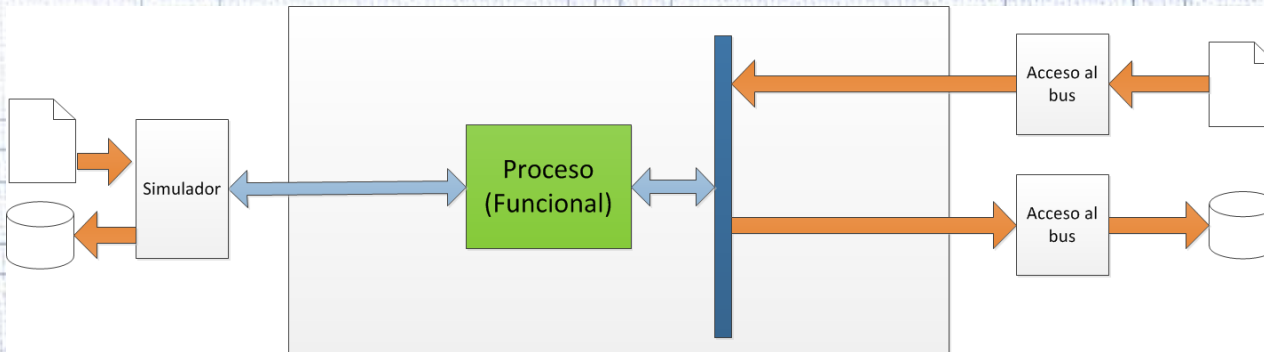 Simulador
Proceso
(Funcional)
Acceso al
bus
Acceso al
bus